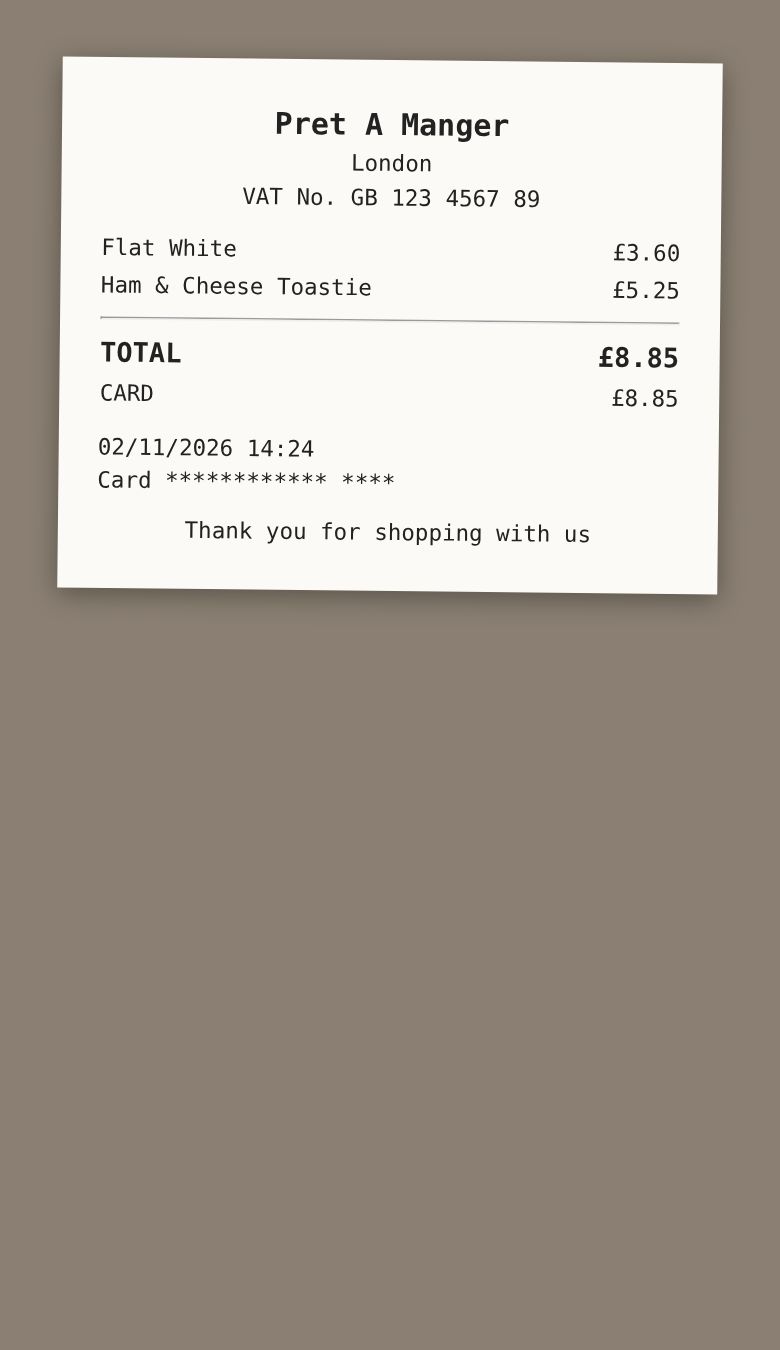 Pret A Manger
London
VAT No. GB 123 4567 89
Flat White £3.60
Ham & Cheese Toastie £5.25
TOTAL £8.85
CARD £8.85
02/11/2026 14:24
Card ************ ****
Thank you for shopping with us